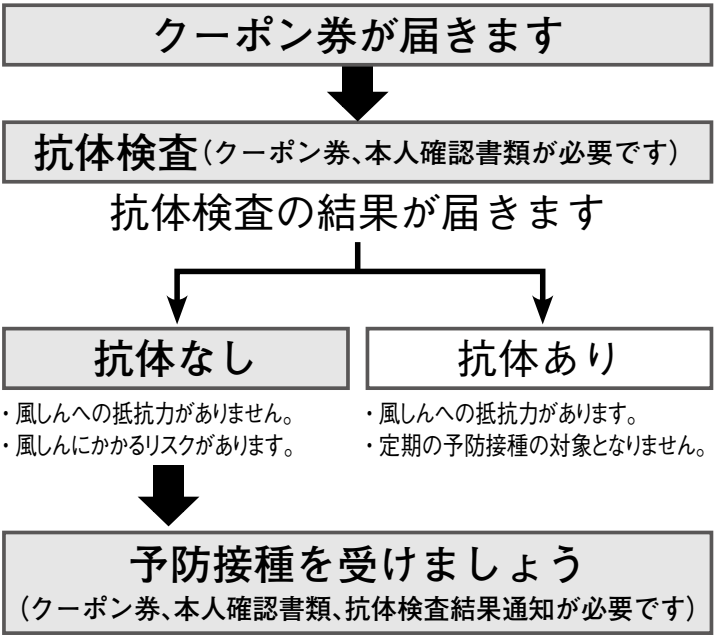 クーポン券が届きます
抗体検査(クーポン券、本人確認書類が必要です)
抗体検査の結果が届きます
抗体なし
・風しんへの抵抗力がありません。
・風しんにかかるリスクがあります。
抗体あり
・風しんへの抵抗力があります。
・定期の予防接種の対象となりません。
予防接種を受けましょう
(クーポン券、本人確認書類、抗体検査結果通知が必要です)